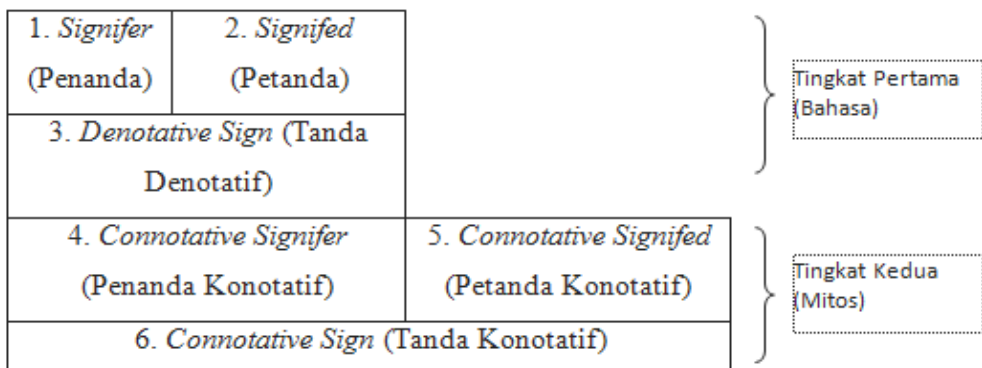 1. Signifer
(Penanda)
2. Signifed
(Petanda)
3. Denotative Sign (Tanda
Denotatif)
Tingkat Pertama
(Bahasa)
4. Connotative Signifer
(Penanda Konotatif)
5. Connotative Signifed
(Petanda Konotatif)
6. Connotative Sign (Tanda Konotatif)
Tingkat Kedua
(Mitos)